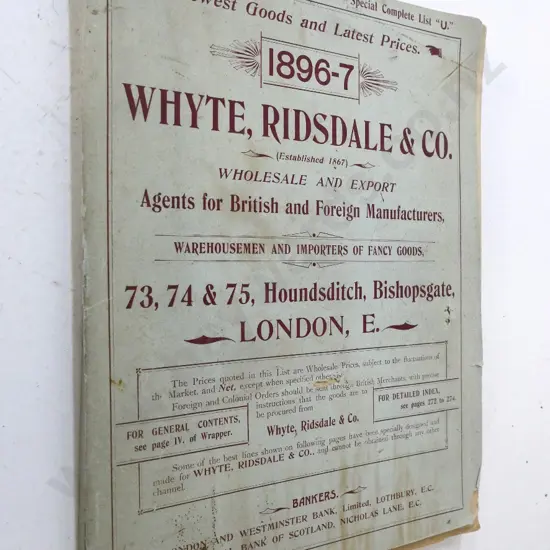 Special Complete List "U."
Newest Goods and Latest Prices.
1896-7
WHYTE, RIDSDALE & CO.
(Established 1867)
WHOLESALE AND EXPORT
Agents for British and Foreign Manufacturers,
WAREHOUSEMEN AND IMPORTERS OF FANCY GOODS,
73, 74 & 75, Houndsditch, Bishopsgate,
LONDON, E.
The Prices quoted in this List are Wholesale Prices, subject to the fluctuations of
the Market, and Net, except when specified otherwise.
Foreign and Colonial Orders should be sent through British Merchants, with precise
instructions that the goods are to
be procured from
Whyte, Ridsdale & Co.
FOR GENERAL CONTENTS,
see page IV. of Wrapper.
FOR DETAILED INDEX,
see pages 272 to 274.
Some of the best lines shown on following pages have been specially designed and
made for WHYTE, RIDSDALE & CO., and cannot be obtained through any other
channel.
BANKERS.
LONDON AND WESTMINSTER BANK, Limited, LOTHBURY, E.C.
BANK OF SCOTLAND, NICHOLAS LANE, E.C.